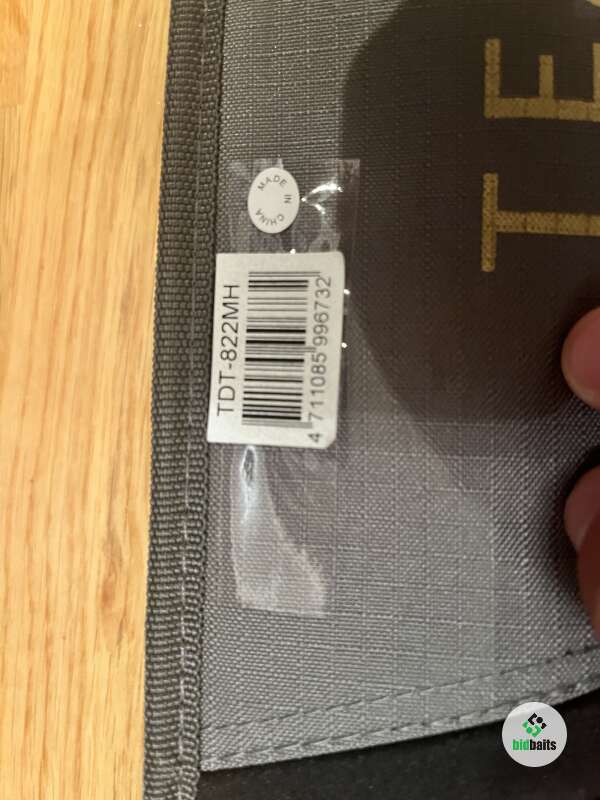 MADE IN CHINA
TDT-822MH
4 711085 996732
TE
bidbaits